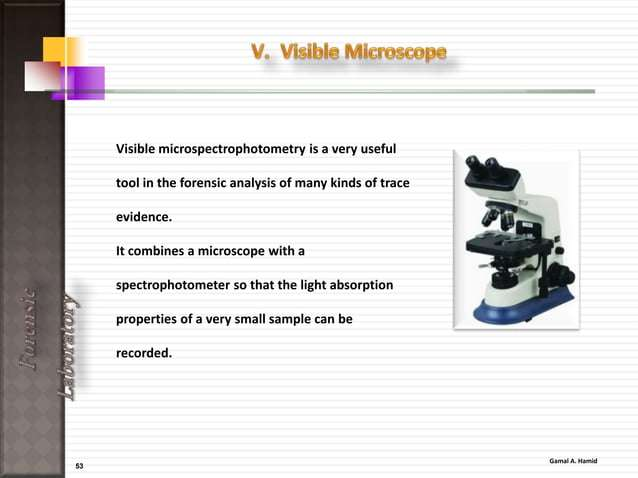 V. Visible Microscope
Visible microspectrophotometry is a very useful
tool in the forensic analysis of many kinds of trace
evidence.
It combines a microscope with a
spectrophotometer so that the light absorption
properties of a very small sample can be
recorded.
Forensic
Laboratory
53
Gamal A. Hamid